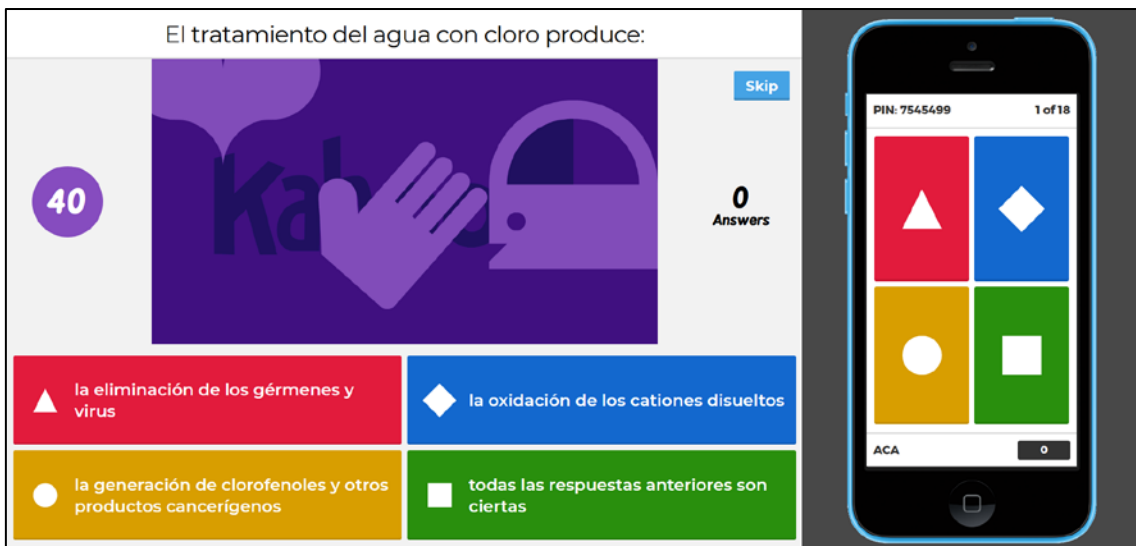 El tratamiento del agua con cloro produce:
Skip
40
Kahoot
0
Answers
la eliminación de los gérmenes y
virus
la oxidación de los cationes disueltos
la generación de clorofenoles y otros
productos cancerígenos
todas las respuestas anteriores son
ciertas
PIN: 7545499 1 of 18
ACA 0